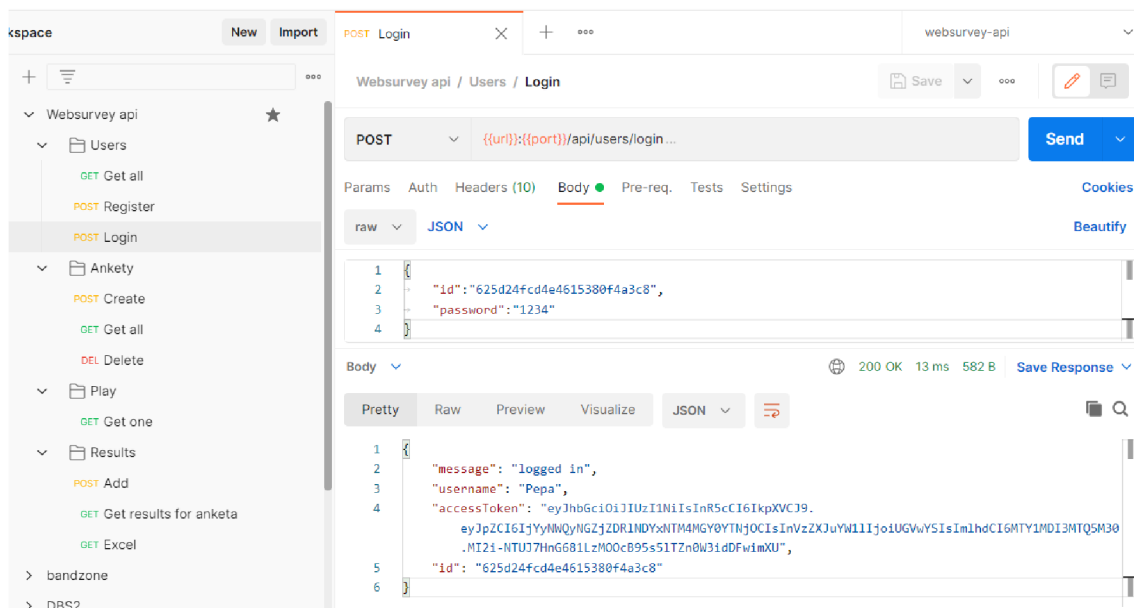 kspace New Import POST Login websurvey-api
Websurvey api / Users / Login Save
Websurvey api
Users
GET Get all
POST Register
POST Login
Ankety
POST Create
GET Get all
DEL Delete
Play
GET Get one
Results
POST Add
GET Get results for anketa
GET Excel
bandzone
DBS2
POST {{url}}:{{port}}/api/users/login ... Send
Params Auth Headers (10) Body Pre-req. Tests Settings Cookies
raw JSON Beautify
1 {
2 "id":"625d24fcd4e4615380f4a3c8",
3 "password":"1234"
4 }
Body 200 OK 13 ms 582 B Save Response
Pretty Raw Preview Visualize JSON
1 {
2 "message": "logged in",
3 "username": "Pepa",
4 "accessToken": "eyJhbGciOiJIUzI1NiIsInR5cCI6IkpXVCJ9.
5 "id": "625d24fcd4e4615380f4a3c8"
6 }